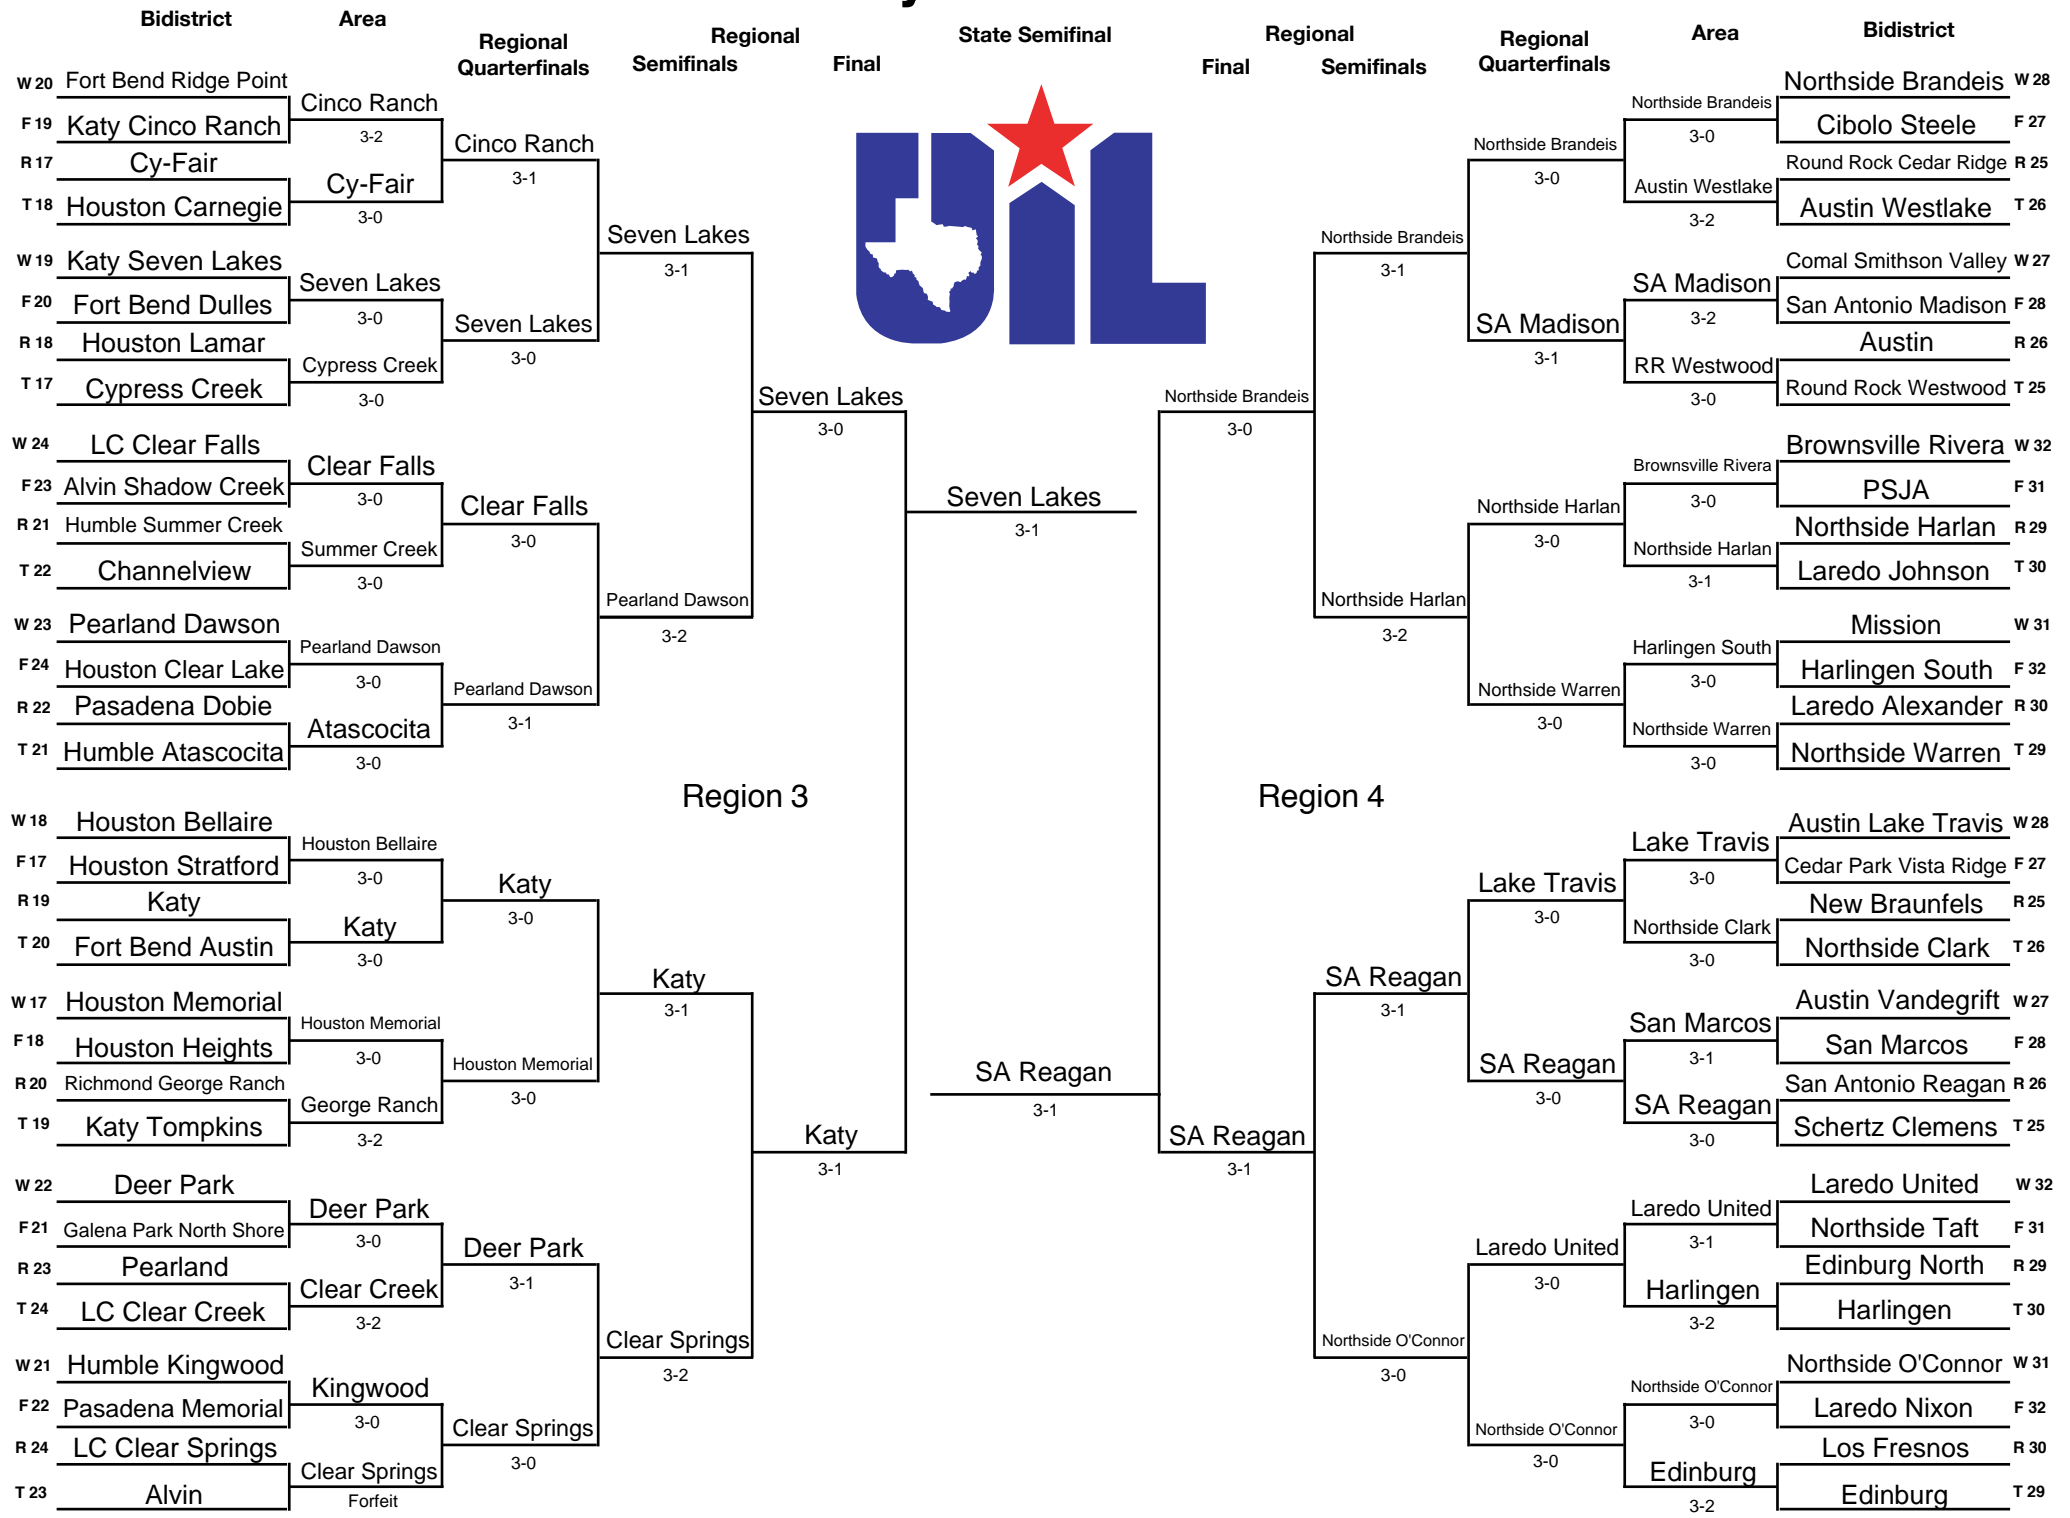 Bidistrict
Area
Regional
Quarterfinals
Regional
Semifinals
Final
State Semifinal
Regional
Final
Semifinals
Regional
Quarterfinals
Area
Bidistrict
W 20 Fort Bend Ridge Point
F 19 Katy Cinco Ranch
R 17 Cy-Fair
T 18 Houston Carnegie
W 19 Katy Seven Lakes
F 20 Fort Bend Dulles
R 18 Houston Lamar
T 17 Cypress Creek
W 24 LC Clear Falls
F 23 Alvin Shadow Creek
R 21 Humble Summer Creek
T 22 Channelview
W 23 Pearland Dawson
F 24 Houston Clear Lake
R 22 Pasadena Dobie
T 21 Humble Atascocita
W 18 Houston Bellaire
F 17 Houston Stratford
R 19 Katy
T 20 Fort Bend Austin
W 17 Houston Memorial
F 18 Houston Heights
R 20 Richmond George Ranch
T 19 Katy Tompkins
W 22 Deer Park
F 21 Galena Park North Shore
R 23 Pearland
T 24 LC Clear Creek
W 21 Humble Kingwood
F 22 Pasadena Memorial
R 24 LC Clear Springs
T 23 Alvin
Cinco Ranch
3-2
Cy-Fair
3-0
Seven Lakes
3-0
Cypress Creek
3-0
Clear Falls
3-0
Summer Creek
3-0
Pearland Dawson
3-0
Atascocita
3-0
Houston Bellaire
3-0
Katy
3-0
Houston Memorial
3-0
George Ranch
3-2
Deer Park
3-0
Clear Creek
3-2
Kingwood
3-0
Clear Springs
Forfeit
Cinco Ranch
3-1
Seven Lakes
3-0
Clear Falls
3-0
Pearland Dawson
3-1
Katy
3-0
Houston Memorial
3-0
Deer Park
3-1
Clear Springs
3-0
Seven Lakes
3-1
Pearland Dawson
3-2
Region 3
Katy
3-1
Clear Springs
3-2
Seven Lakes
3-0
Katy
3-1
UIL
Seven Lakes
3-1
SA Reagan
3-1
Northside Brandeis
3-0
SA Reagan
3-1
Northside Brandeis
3-1
Northside Harlan
3-2
Region 4
SA Reagan
3-1
Northside O'Connor
3-0
Northside Brandeis
3-0
SA Madison
3-1
Northside Harlan
3-0
Northside Warren
3-0
Lake Travis
3-0
SA Reagan
3-0
Laredo United
3-0
Northside O'Connor
3-0
Northside Brandeis
3-0
Austin Westlake
3-2
SA Madison
3-2
RR Westwood
3-0
Brownsville Rivera
3-0
Northside Harlan
3-1
Harlingen South
3-0
Northside Warren
3-0
Lake Travis
3-0
Northside Clark
3-0
San Marcos
3-1
SA Reagan
3-0
Laredo United
3-1
Harlingen
3-2
Northside O'Connor
3-0
Edinburg
3-2
Northside Brandeis W 28
Cibolo Steele F 27
Round Rock Cedar Ridge R 25
Austin Westlake T 26
Comal Smithson Valley W 27
San Antonio Madison F 28
Austin R 26
Round Rock Westwood T 25
Brownsville Rivera W 32
PSJA F 31
Northside Harlan R 29
Laredo Johnson T 30
Mission W 31
Harlingen South F 32
Laredo Alexander R 30
Northside Warren T 29
Austin Lake Travis W 28
Cedar Park Vista Ridge F 27
New Braunfels R 25
Northside Clark T 26
Austin Vandegrift W 27
San Marcos F 28
San Antonio Reagan R 26
Schertz Clemens T 25
Laredo United W 32
Northside Taft F 31
Edinburg North R 29
Harlingen T 30
Northside O'Connor W 31
Laredo Nixon F 32
Los Fresnos R 30
Edinburg T 29